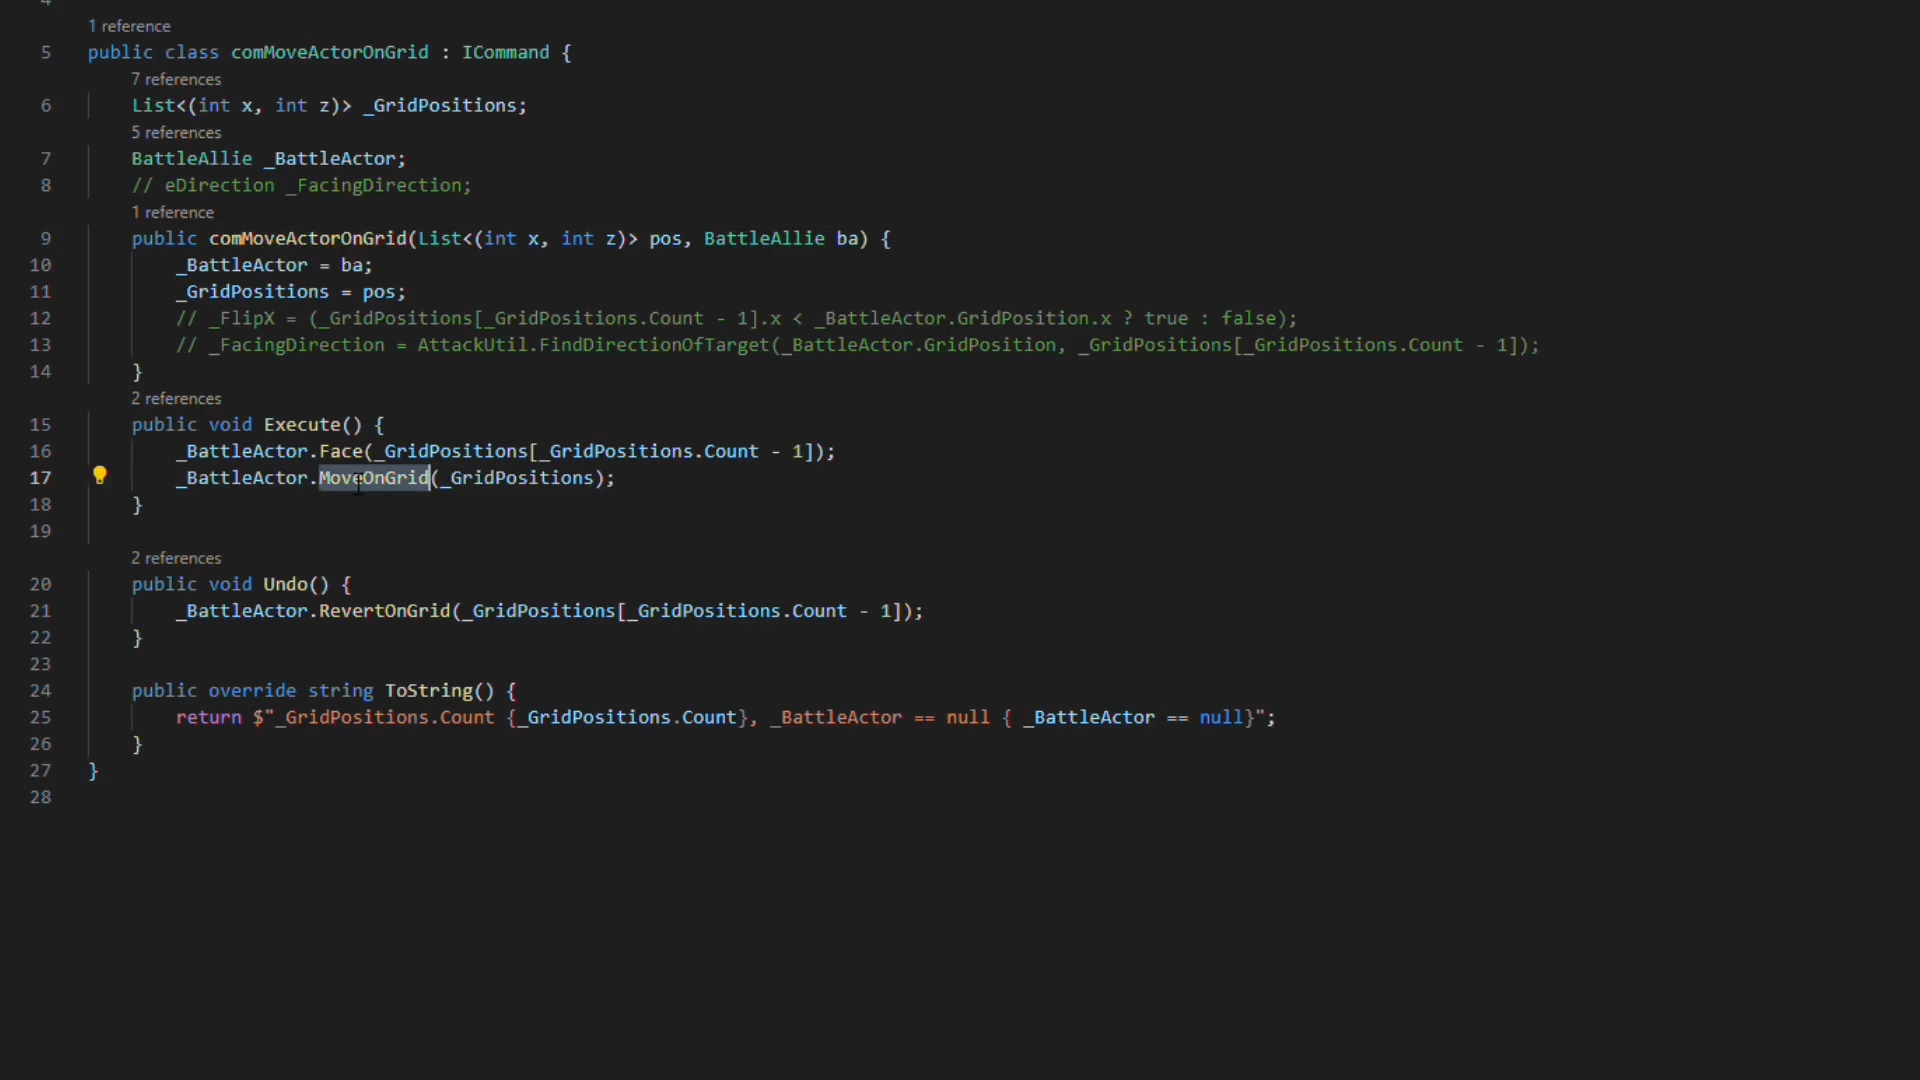 4
1 reference
5 public class comMoveActorOnGrid : ICommand {
7 references
6 List<(int x, int z)> _GridPositions;
5 references
7 BattleAllie _BattleActor;
8 // eDirection _FacingDirection;
1 reference
9 public comMoveActorOnGrid(List<(int x, int z)> pos, BattleAllie ba) {
10 _BattleActor = ba;
11 _GridPositions = pos;
12 // _FlipX = (_GridPositions[_GridPositions.Count - 1].x < _BattleActor.GridPosition.x ? true : false);
13 // _FacingDirection = AttackUtil.FindDirectionOfTarget(_BattleActor.GridPosition, _GridPositions[_GridPositions.Count - 1]);
14 }
2 references
15 public void Execute() {
16 _BattleActor.Face(_GridPositions[_GridPositions.Count - 1]);
17 _BattleActor.MoveOnGrid(_GridPositions);
18 }
19
2 references
20 public void Undo() {
21 _BattleActor.RevertOnGrid(_GridPositions[_GridPositions.Count - 1]);
22 }
23
24 public override string ToString() {
25 return $"_GridPositions.Count {_GridPositions.Count}, _BattleActor == null { _BattleActor == null}";
26 }
27 }
28